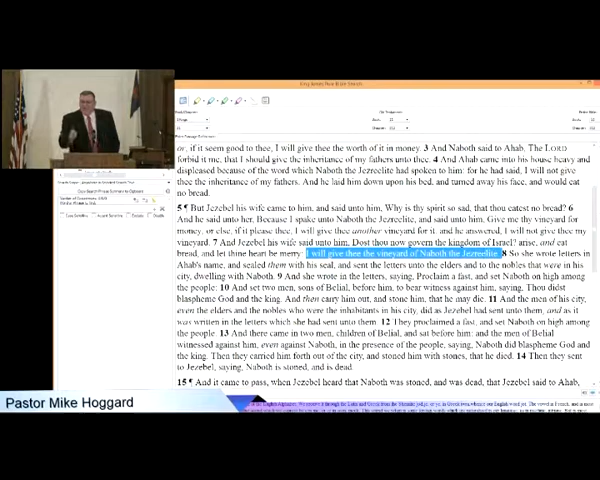 King James Pure Bible Search
or, if it seem good to thee, I will give thee the worth of it in money. 3 And Naboth said to Ahab, The LORD
forbid it me, that I should give the inheritance of my fathers unto thee. 4 And Ahab came into his house heavy and
displeased because of the word which Naboth the Jezreelite had spoken to him: for he had said, I will not give
thee the inheritance of my fathers. And he laid him down upon his bed, and turned away his face, and would eat
no bread.
5 ¶ But Jezebel his wife came to him, and said unto him, Why is thy spirit so sad, that thou eatest no bread? 6
And he said unto her, Because I spake unto Naboth the Jezreelite, and said unto him, Give me thy vineyard for
money, or else, if it please thee, I will give thee another vineyard for it: and he answered, I will not give thee my
vineyard. 7 And Jezebel his wife said unto him, Dost thou now govern the kingdom of Israel? arise, and eat
bread, and let thine heart be merry: I will give thee the vineyard of Naboth the Jezreelite. 8 So she wrote letters in
Ahab's name, and sealed them with his seal, and sent the letters unto the elders and to the nobles that were in his
city, dwelling with Naboth. 9 And she wrote in the letters, saying, Proclaim a fast, and set Naboth on high among
the people: 10 And set two men, sons of Belial, before him, to bear witness against him, saying, Thou didst
blaspheme God and the king. And then carry him out, and stone him, that he may die. 11 And the men of his city,
even the elders and the nobles who were the inhabitants in his city, did as Jezebel had sent unto them, and as it
was written in the letters which she had sent unto them. 12 They proclaimed a fast, and set Naboth on high among
the people. 13 And there came in two men, children of Belial, and sat before him: and the men of Belial
witnessed against him, even against Naboth, in the presence of the people, saying, Naboth did blaspheme God and
the king. Then they carried him forth out of the city, and stoned him with stones, that he died. 14 Then they sent
to Jezebel, saying, Naboth is stoned, and is dead.
15 ¶ And it came to pass, when Jezebel heard that Naboth was stoned, and was dead, that Jezebel said to Ahab,
Pastor Mike Hoggard